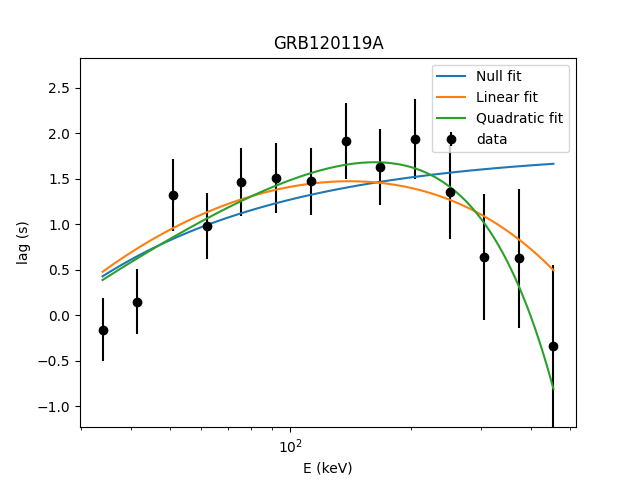 GRB120119A
Null fit
Linear fit
Quadratic fit
data
lag (s)
2.5
2.0
1.5
1.0
0.5
0.0
−0.5
−1.0
10²
E (keV)